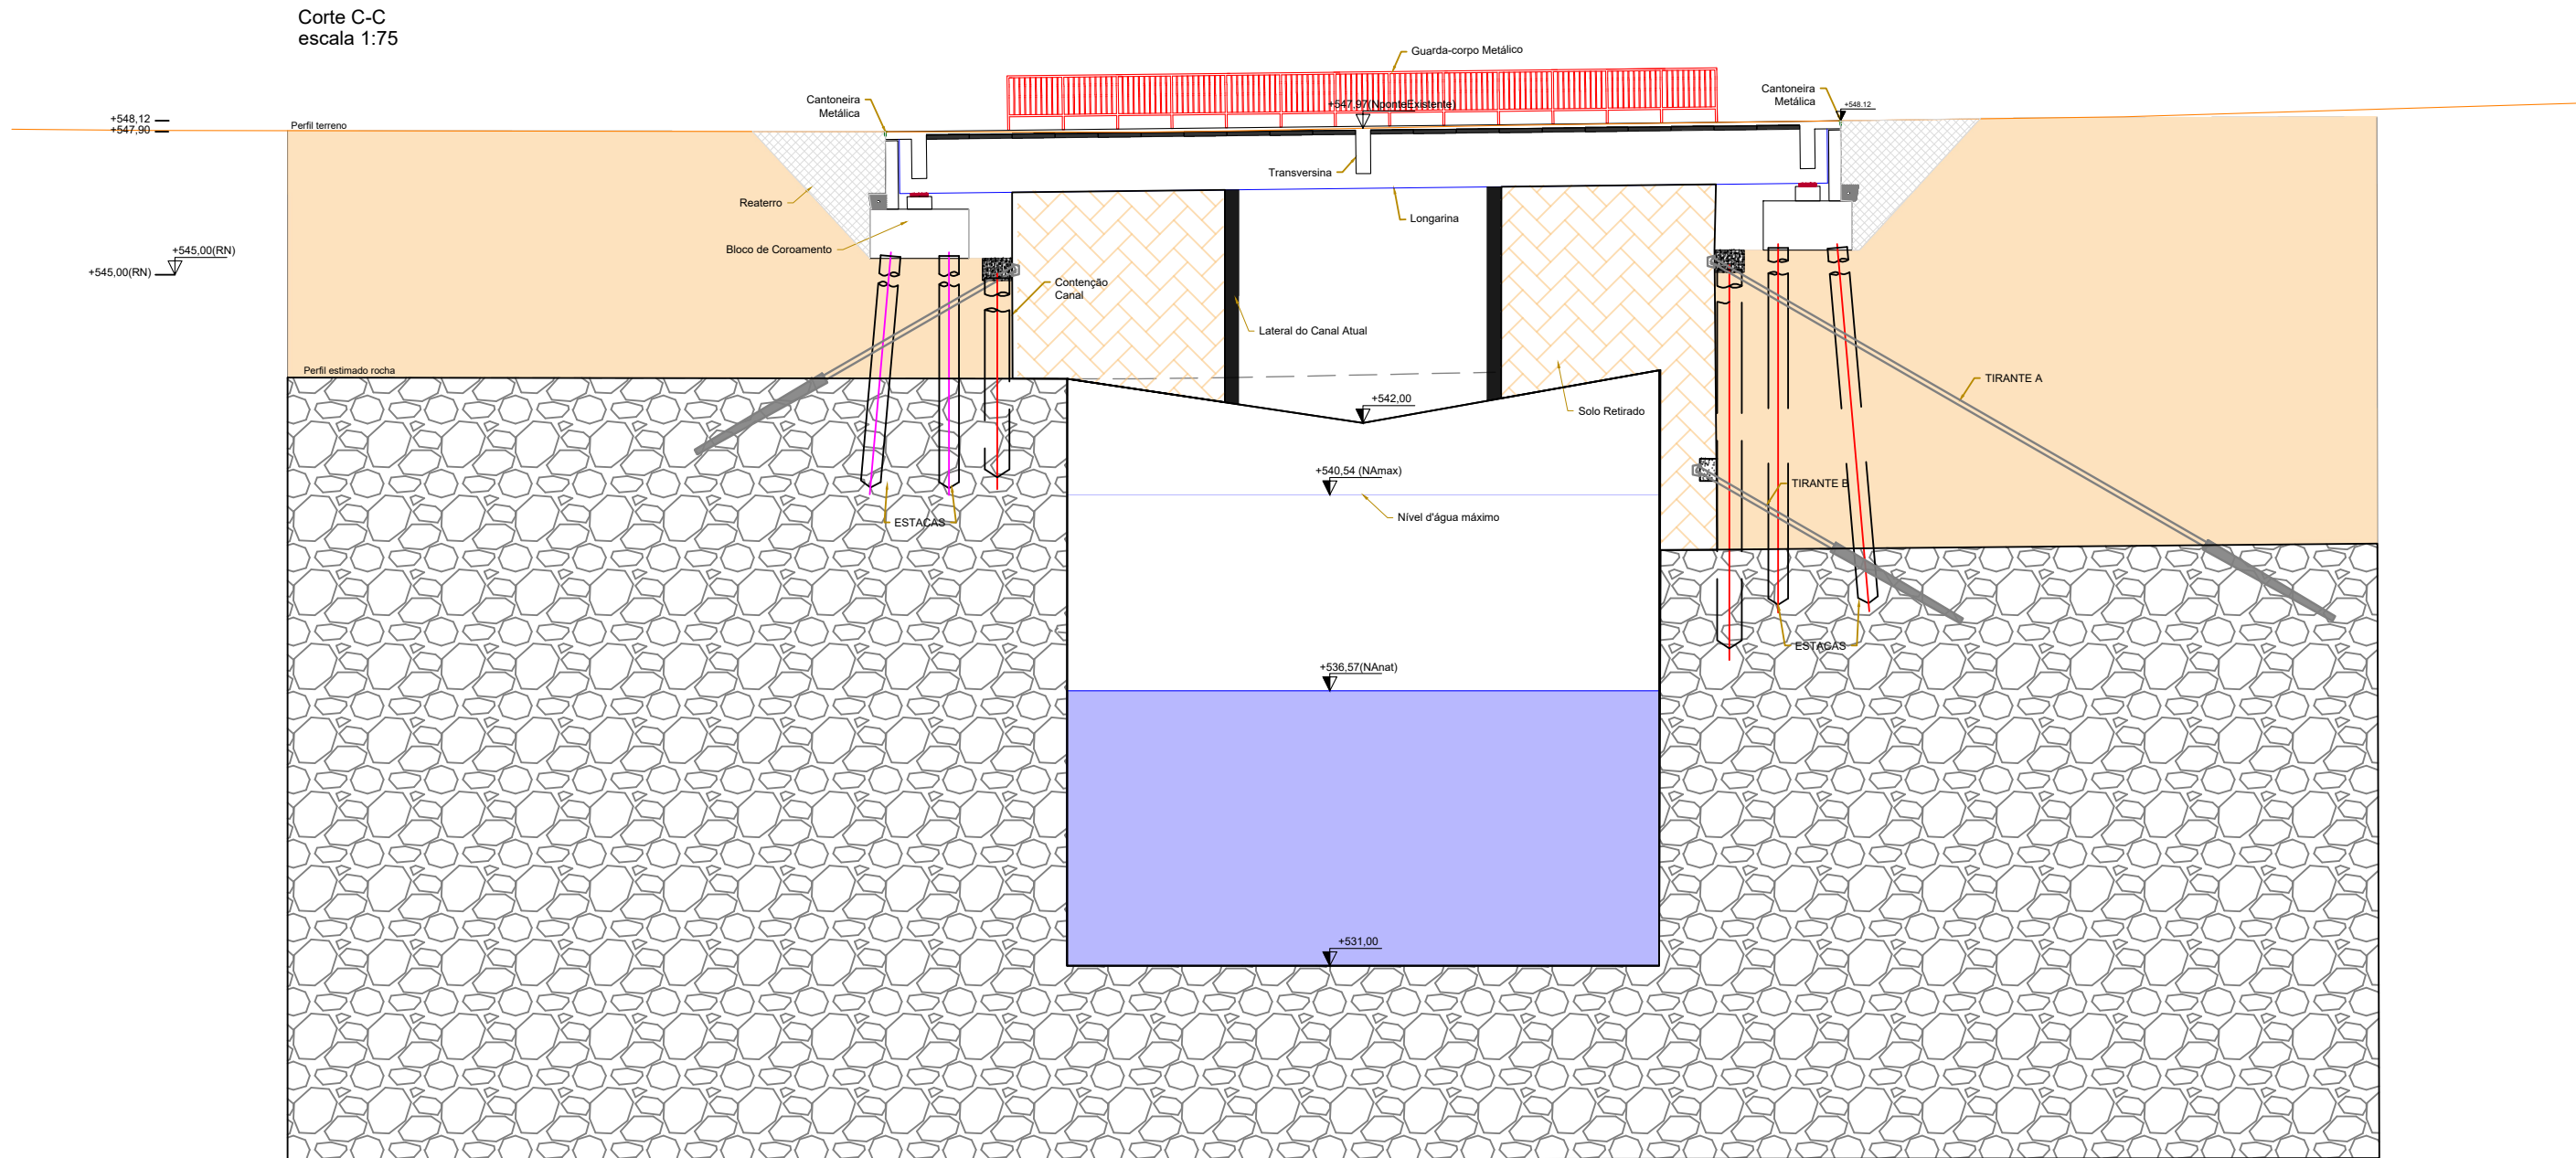 Corte C-C
escala 1:75
Guarda-corpo Metálico
Cantoneira
Metálica
Cantoneira
Metálica
+547.97(NponteExistente)
+548.12
+548,12
+547,90
Perfil terreno
Transversina
Reaterro
Longarina
Bloco de Coroamento
+545,00(RN)
+545,00(RN)
Contenção
Canal
Lateral do Canal Atual
Perfil estimado rocha
TIRANTE A
+542,00
Solo Retirado
+540,54 (NAmax)
TIRANTE B
Nível d'água máximo
ESTACAS
ESTACAS
+536,57(NAnat)
+531,00